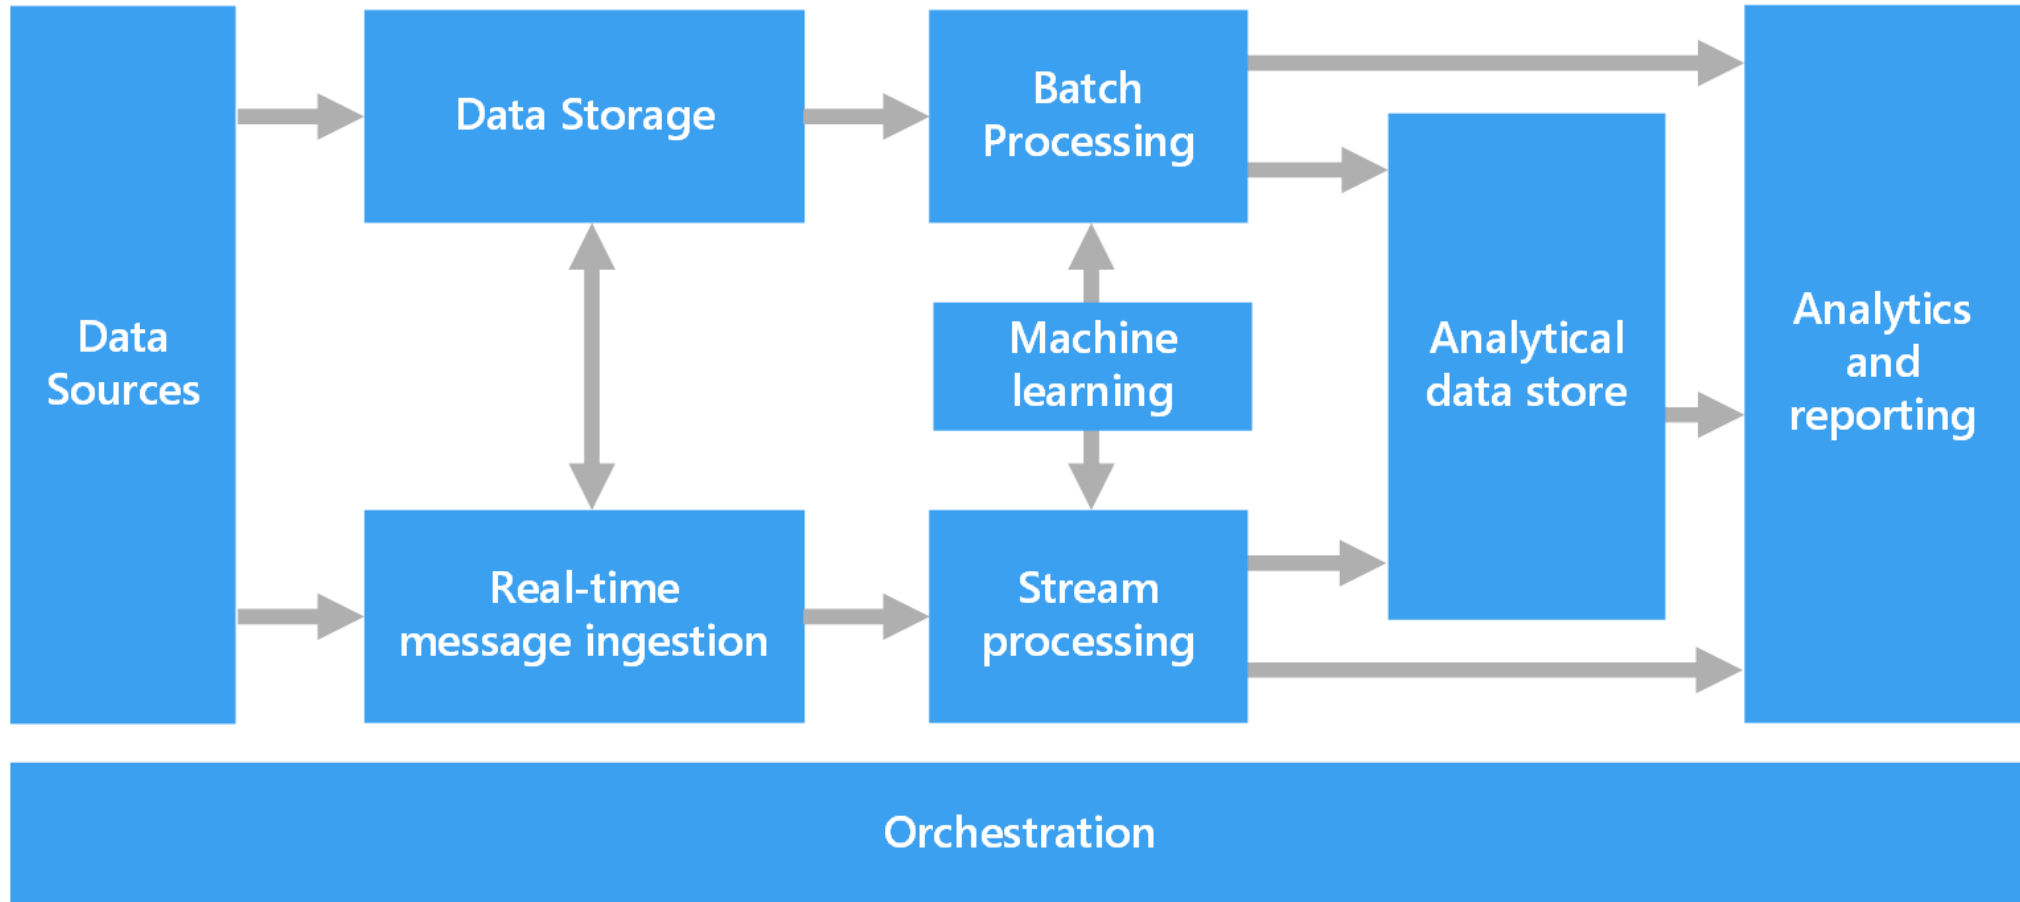 Data
Sources
Data Storage
Real-time
message ingestion
Batch
Processing
Machine
learning
Stream
processing
Analytical
data store
Analytics
and
reporting
Orchestration